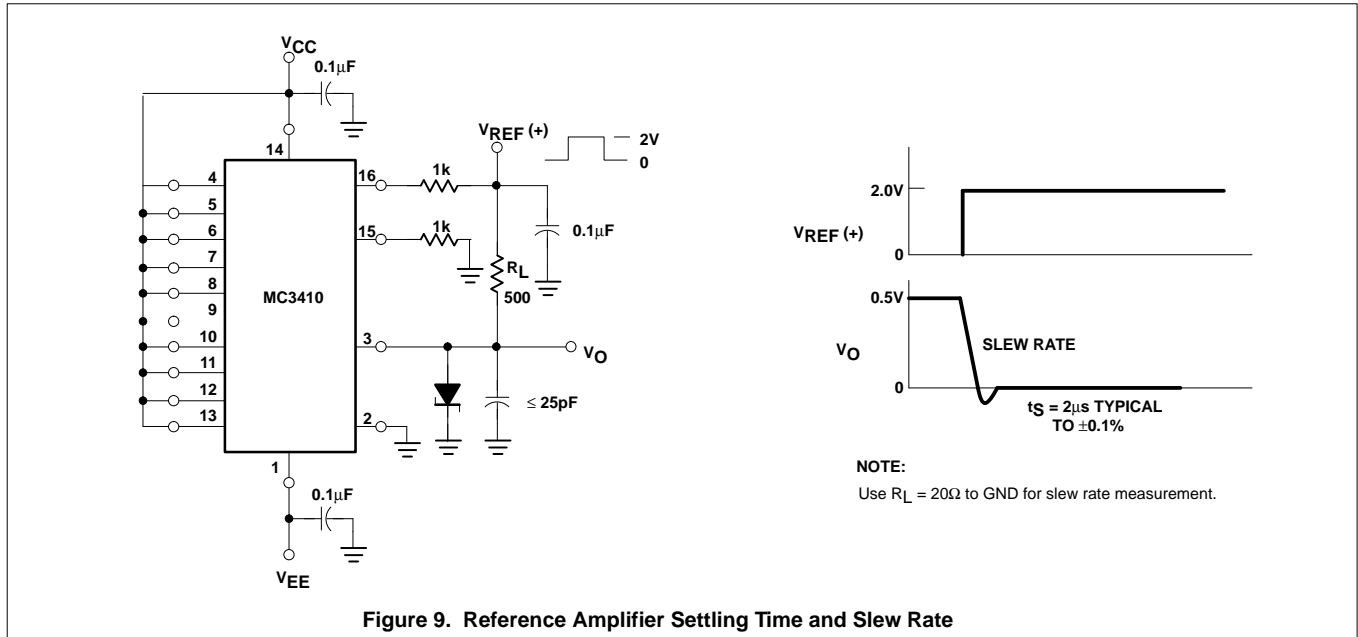 VCC
0.1μF
14
VREF (+)
2V
0
4
5
6
7
8
9
10
11
12
13
MC3410
16
1k
15
1k
0.1μF
RL
500
3
VO
≤ 25pF
2
1
0.1μF
VEE
2.0V
VREF (+)
0
0.5V
SLEW RATE
VO
0
tS = 2μs TYPICAL
TO ±0.1%
NOTE:
Use RL = 20Ω to GND for slew rate measurement.
Figure 9. Reference Amplifier Settling Time and Slew Rate